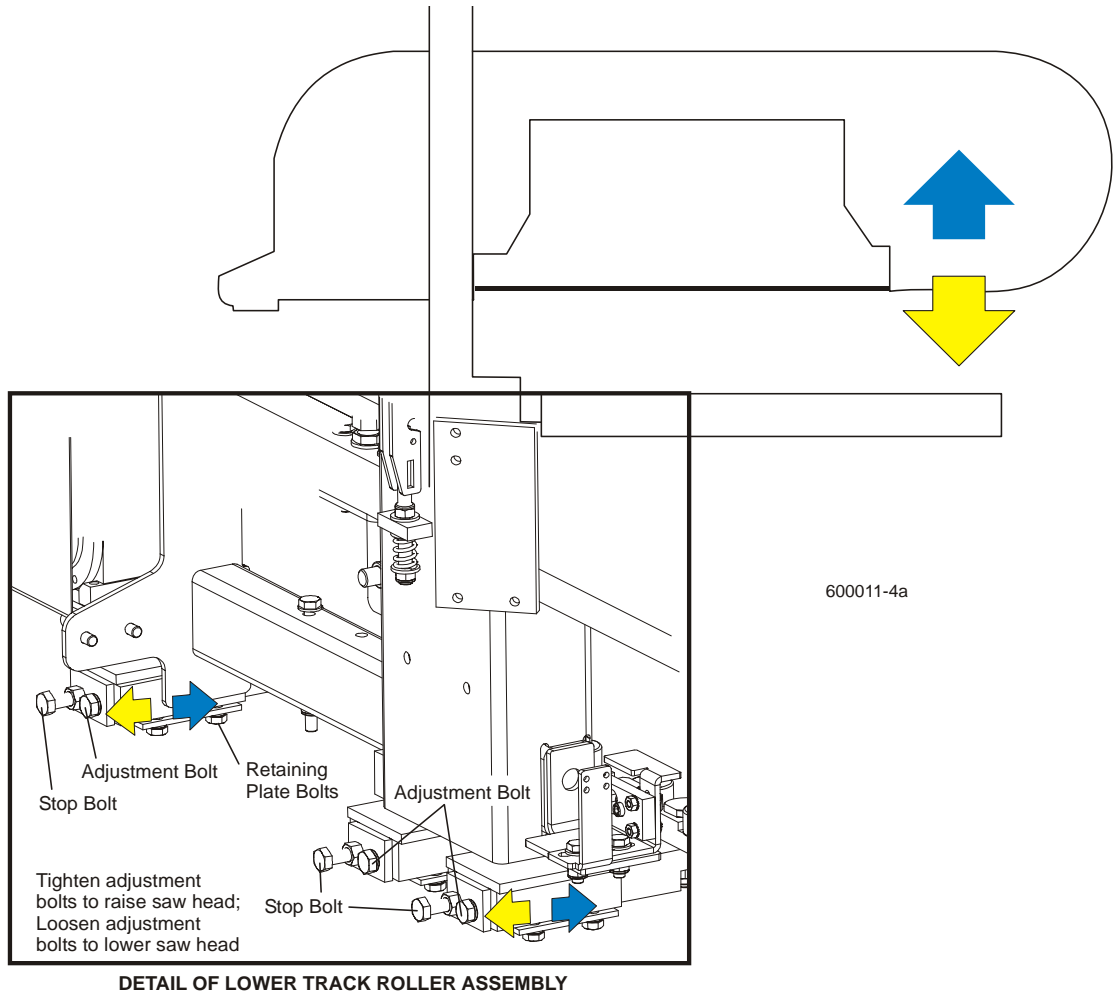 600011-4a
Adjustment Bolt
Stop Bolt
Retaining
Plate Bolts
Adjustment Bolt
Stop Bolt
Tighten adjustment
bolts to raise saw head;
Loosen adjustment
bolts to lower saw head
DETAIL OF LOWER TRACK ROLLER ASSEMBLY